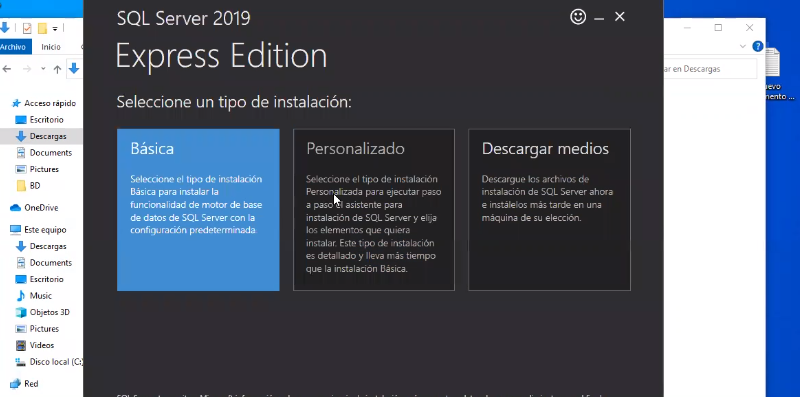 SQL Server 2019
Express Edition
Seleccione un tipo de instalación:
Básica
Seleccione el tipo de instalación
Básica para instalar la
funcionalidad de motor de base
de datos de SQL Server con la
configuración predeterminada.
Personalizado
Seleccione el tipo de instalación
Personalizada para ejecutar paso
a paso el asistente para
instalación de SQL Server y elija
los elementos que quiera
instalar. Este tipo de instalación
es detallado y lleva más tiempo
que la instalación Básica.
Descargar medios
Descargue los archivos de
instalación de SQL Server ahora
e instálelos más tarde en una
máquina de su elección.
Archivo
Inicio
Acceso rápido
Escritorio
Descargas
Documents
Pictures
BD
OneDrive
Este equipo
Descargas
Documents
Escritorio
Music
Objetos 3D
Pictures
Videos
Disco local (C:)
Red
ar en Descargas
uevo
mento ...